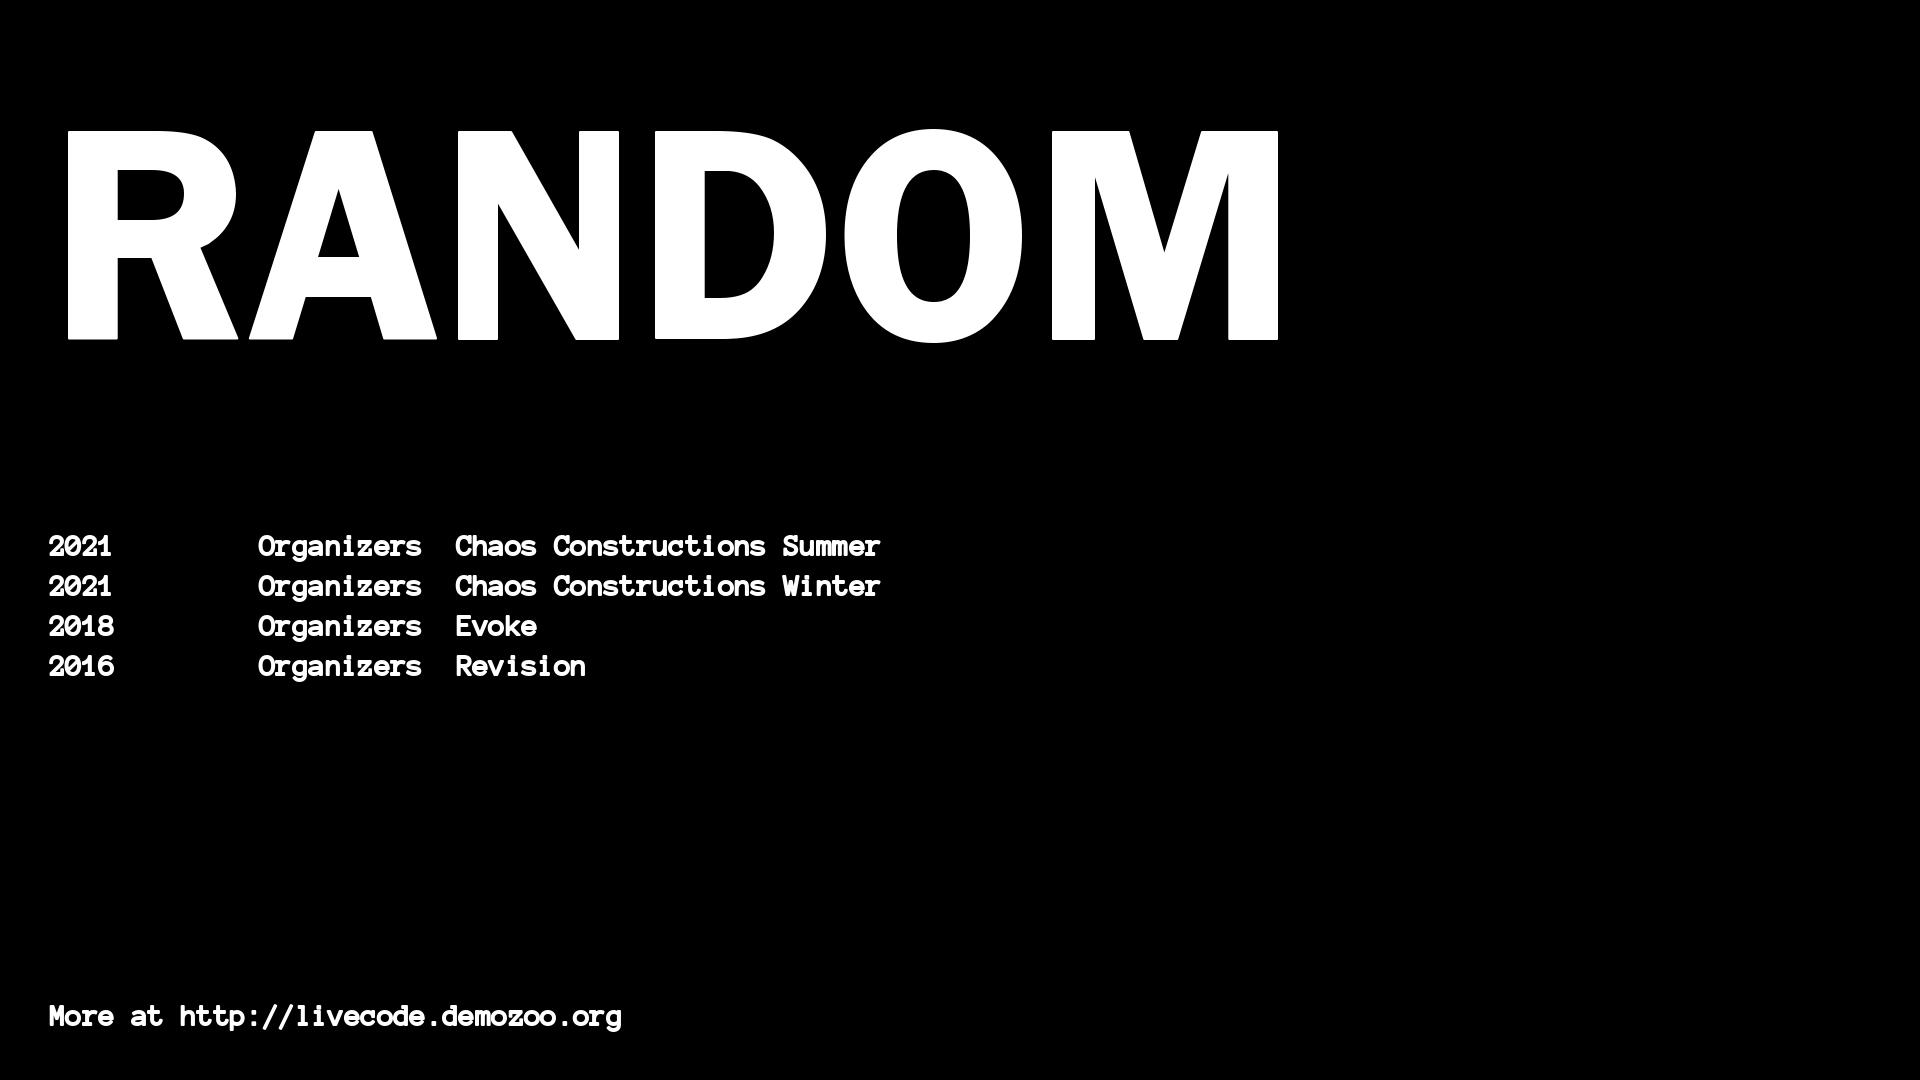 RANDOM
2021 Organizers Chaos Constructions Summer
2021 Organizers Chaos Constructions Winter
2018 Organizers Evoke
2016 Organizers Revision
More at http://livecode.demozoo.org